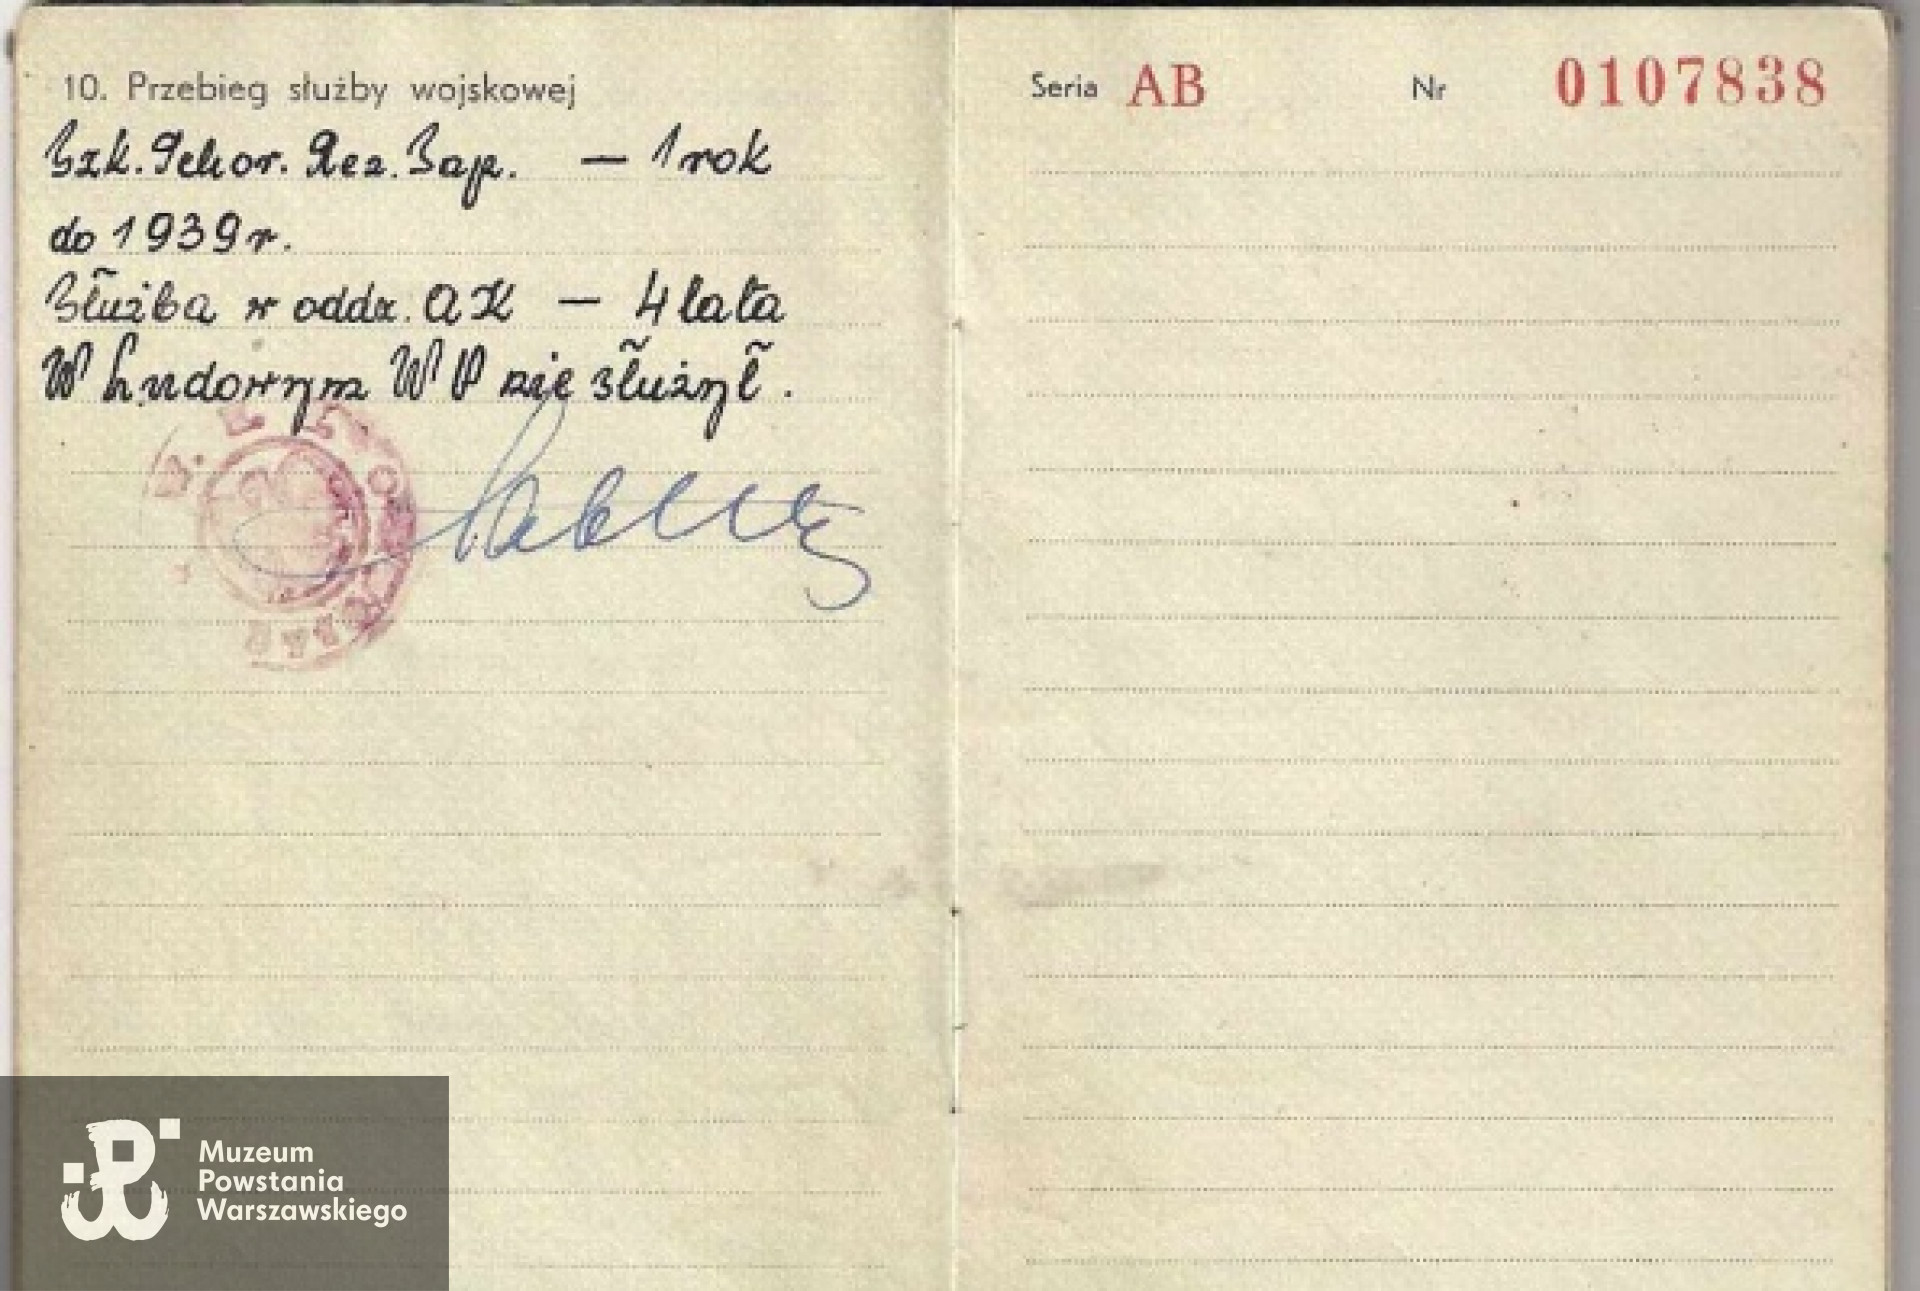 10. Przebieg służby wojskowej
Szk. Pchor. Rez. Sap. — 1 rok
do 1939 r.
Służba w oddz. AK — 4 lata
W Ludowym WP nie służył.
Seria AB Nr 0107838
Muzeum
Powstania
Warszawskiego